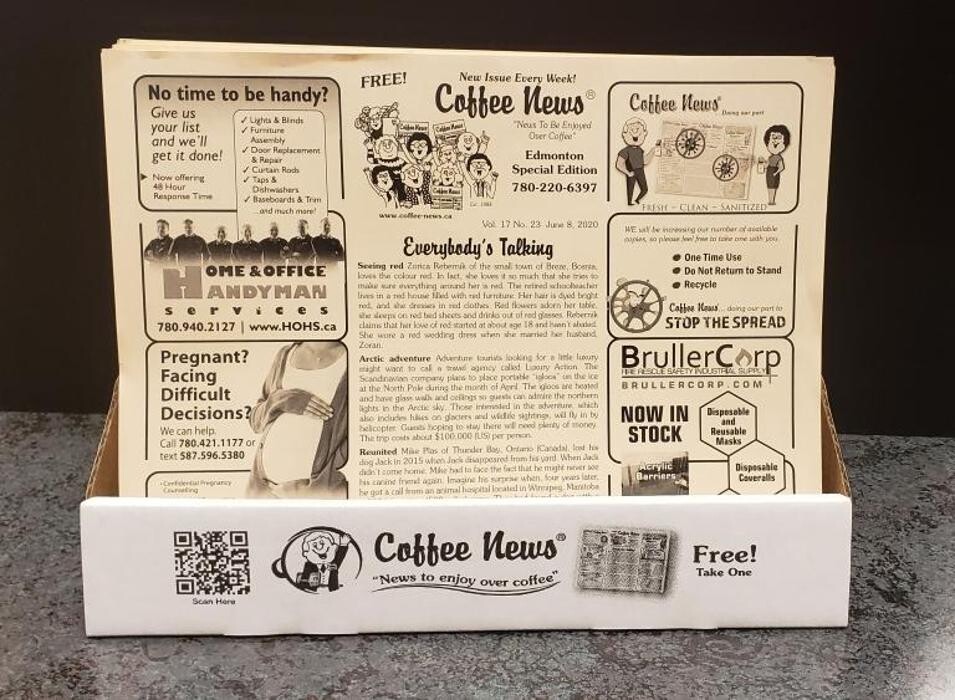 No time to be handy?
Give us
your list
and we'll
get it done!
Now offering
48 Hour
Response Time
✓ Lights & Blinds
✓ Furniture
Assembly
✓ Door Replacement
& Repair
✓ Curtain Rods
✓ Taps &
Dishwashers
✓ Baseboards & Trim
...and much more!
HOME & OFFICE
HANDYMAN
services
780.940.2127 | www.HOHS.ca
Pregnant?
Facing
Difficult
Decisions?
We can help.
Call 780.421.1177 or
text 587.596.5380
• Confidential Pregnancy
Counselling
FREE!
New Issue Every Week!
Coffee News®
"News To Be Enjoyed
Over Coffee"
Edmonton
Special Edition
780-220-6397
Est. 1988
www.coffee-news.ca
Vol. 17 No. 23 June 8, 2020
Everybody's Talking
Seeing red Zorica Rebernik of the small town of Breze, Bosnia,
loves the colour red. In fact, she loves it so much that she tries to
make sure everything around her is red. The retired schoolteacher
lives in a red house filled with red furniture. Her hair is dyed bright
red, and she dresses in red clothes. Red flowers adorn her table,
she sleeps on red bed sheets and drinks out of red glasses. Rebernik
claims that her love of red started at about age 18 and hasn't abated.
She wore a red wedding dress when she married her husband,
Zoran.
Arctic adventure Adventure tourists looking for a little luxury
might want to call a travel agency called Luxury Action. The
Scandinavian company plans to place portable "igloos" on the ice
at the North Pole during the month of April. The igloos are heated
and have glass walls and ceilings so guests can admire the northern
lights in the Arctic sky. Those interested in the adventure, which
also includes hikes on glaciers and wildlife sightings, will fly in by
helicopter. Guests hoping to stay there will need plenty of money.
The trip costs about $100,000 (US) per person.
Reunited Mike Plas of Thunder Bay, Ontario (Canada), lost his
dog Jack in 2015 when Jack disappeared from his yard. When Jack
didn't come home, Mike had to face the fact that he might never see
his canine friend again. Imagine his surprise when, four years later,
he got a call from an animal hospital located in Winnipeg, Manitoba
Coffee News®
Doing our part
FRESH ~ CLEAN ~ SANITIZED
WE will be increasing our number of available
copies, so please feel free to take one with you.
● One Time Use
● Do Not Return to Stand
● Recycle
Coffee News... doing our part to
STOP THE SPREAD
BrullerCorp
FIRE RESCUE SAFETY INDUSTRIAL SUPPLY
BRULLERCORP.COM
NOW IN
STOCK
Disposable
and
Reusable
Masks
Acrylic
Barriers
Disposable
Coveralls
Scan Here
Coffee News®
"News to enjoy over coffee"
Free!
Take One